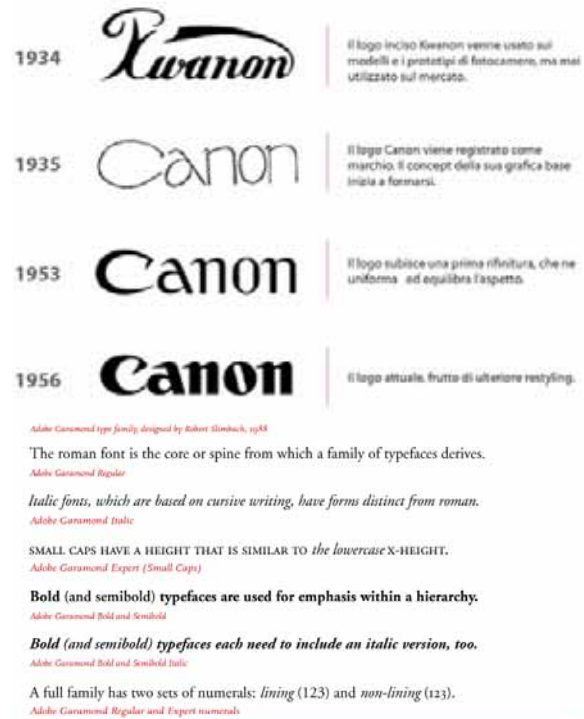 1934
Kwanon
Il logo inciso Kwanon venne usato sui
modelli e i prototipi di fotocamere, ma mai
utilizzato sul mercato.
1935
Canon
Il logo Canon viene registrato come
marchio. Il concept della sua grafica base
inizia a formarsi.
1953
Canon
Il logo subisce una prima rifinitura, che ne
uniforma ed equilibra l'aspetto.
1956
Canon
Il logo attuale, frutto di ulteriore restyling.
Adobe Garamond type family, designed by Robert Slimbach, 1988
The roman font is the core or spine from which a family of typefaces derives.
Adobe Garamond Regular
Italic fonts, which are based on cursive writing, have forms distinct from roman.
Adobe Garamond Italic
SMALL CAPS HAVE A HEIGHT THAT IS SIMILAR TO the lowercase X-HEIGHT.
Adobe Garamond Expert (Small Caps)
Bold (and semibold) typefaces are used for emphasis within a hierarchy.
Adobe Garamond Bold and Semibold
Bold (and semibold) typefaces each need to include an italic version, too.
Adobe Garamond Bold and Semibold Italic
A full family has two sets of numerals: lining (123) and non-lining (123).
Adobe Garamond Regular and Expert numerals